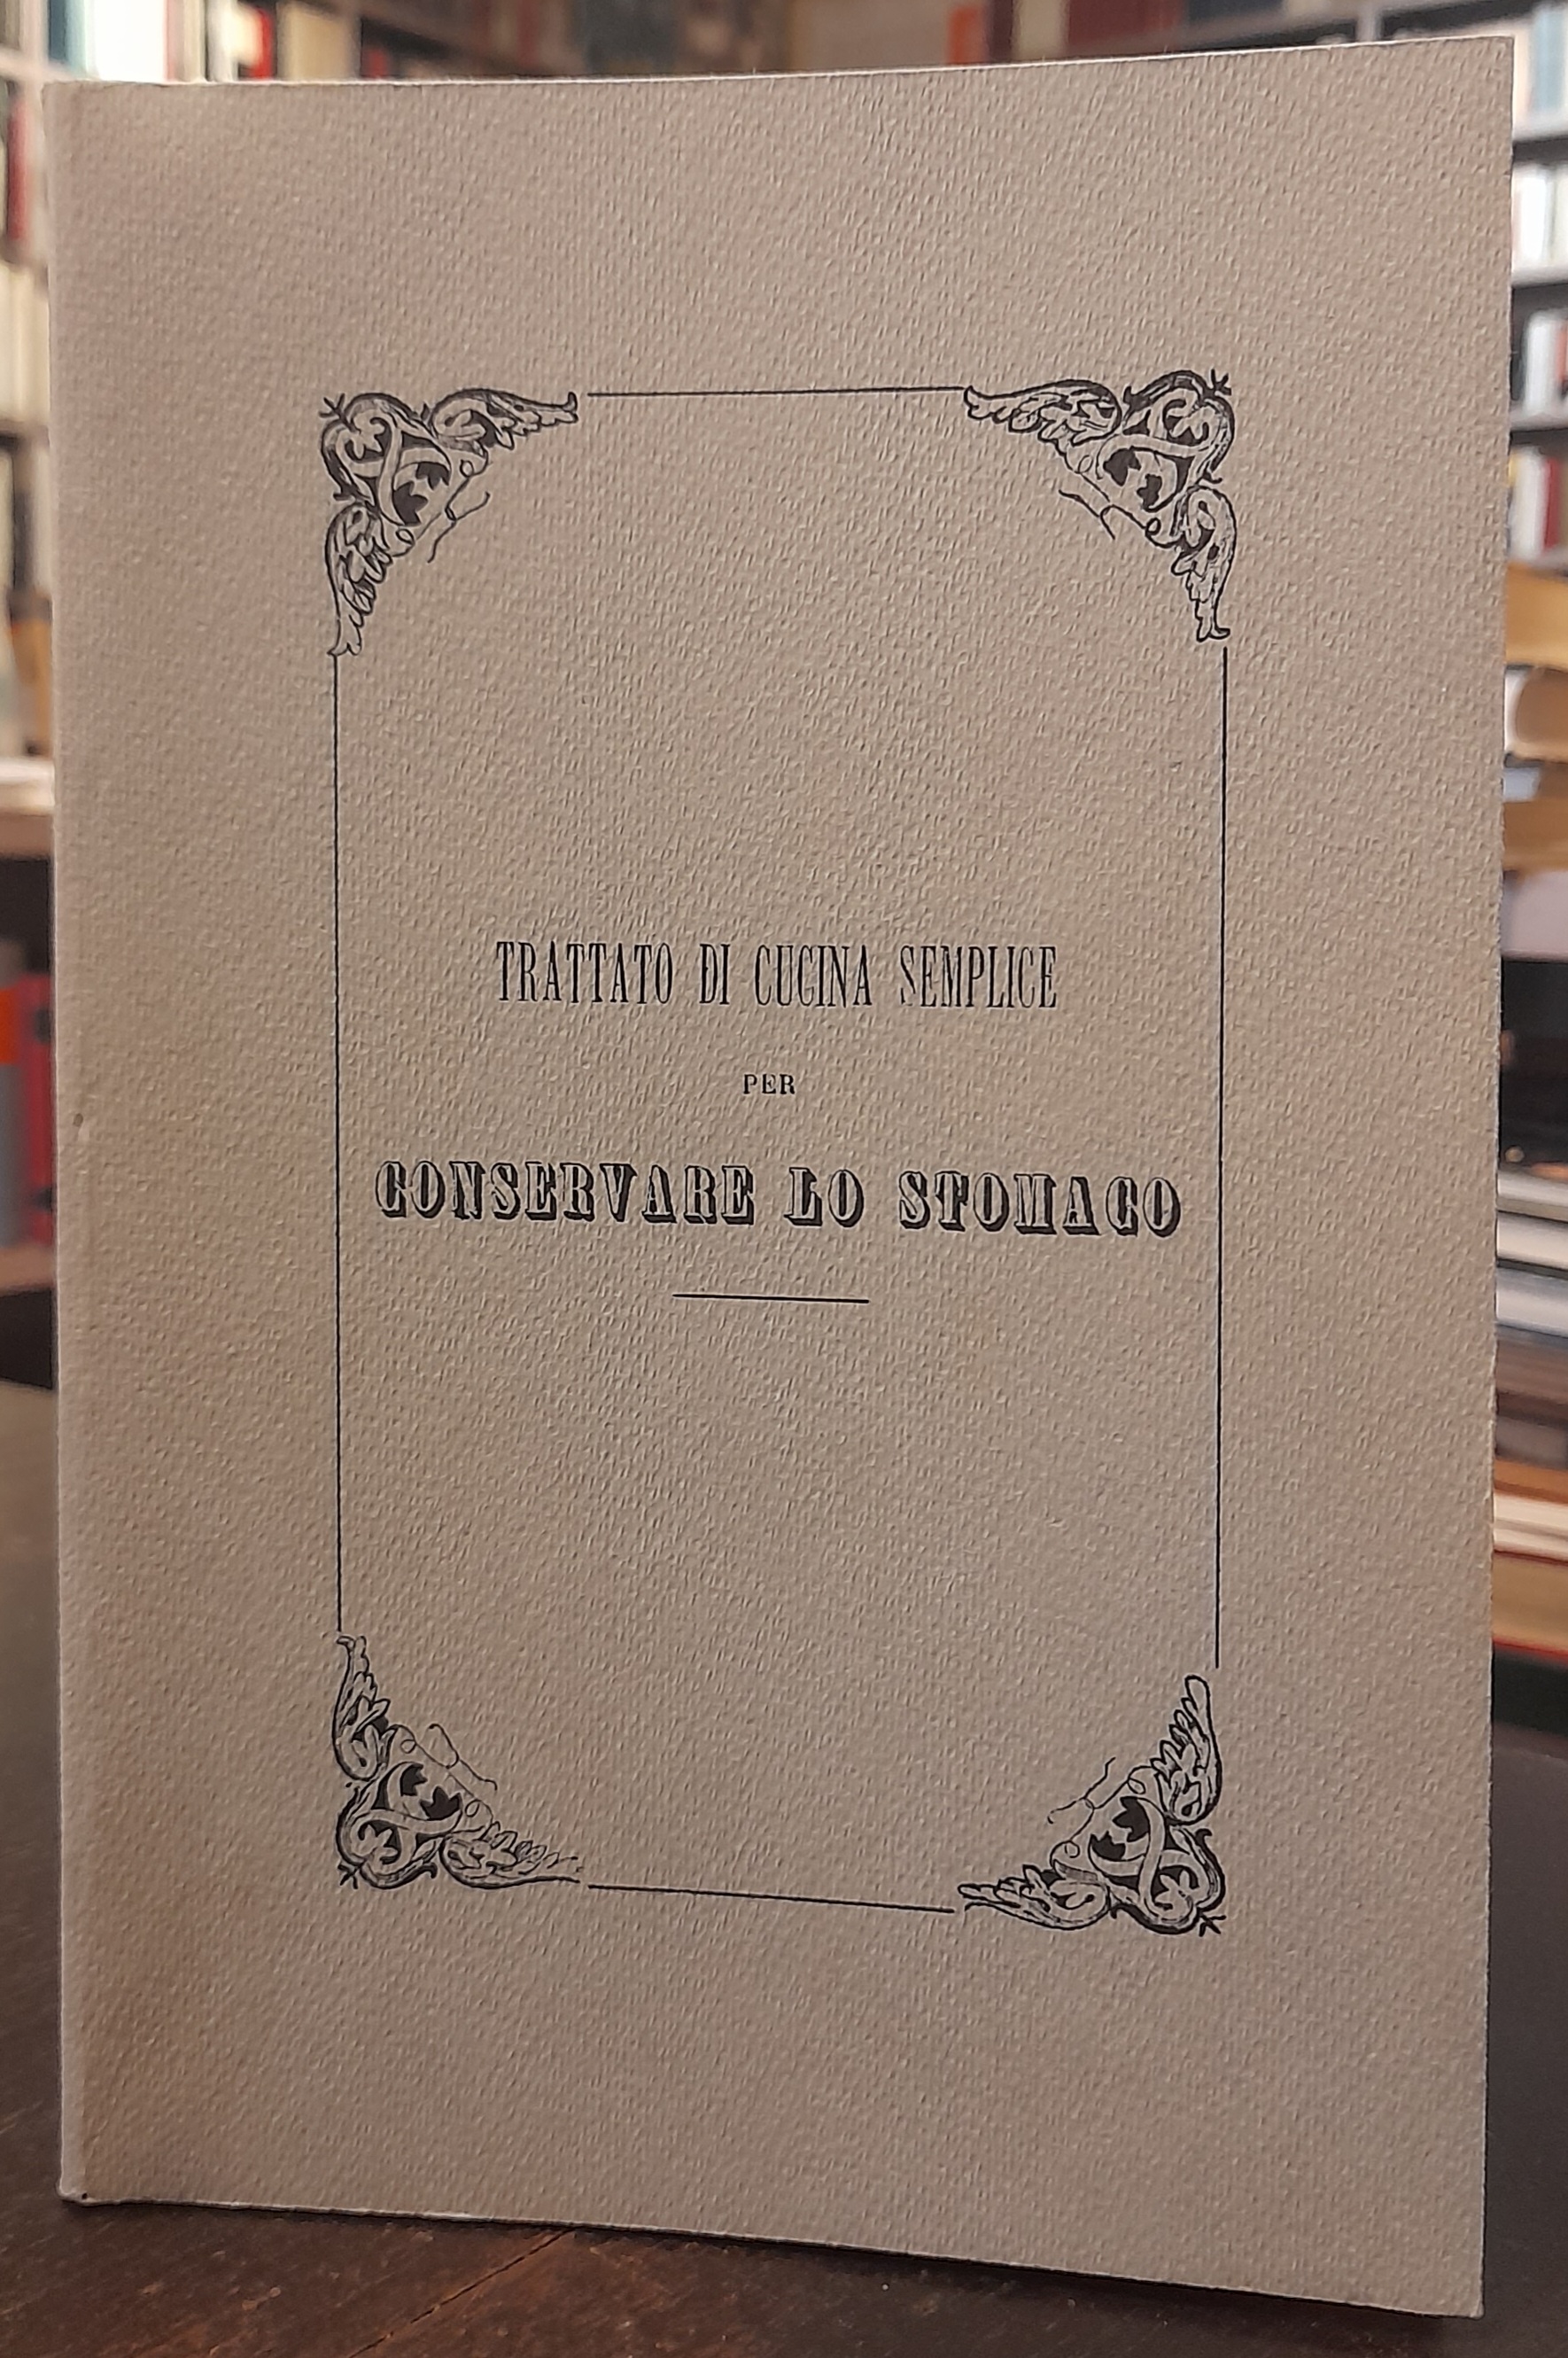 TRATTATO DI CUCINA SEMPLICE
PER
CONSERVARE LO STOMACO